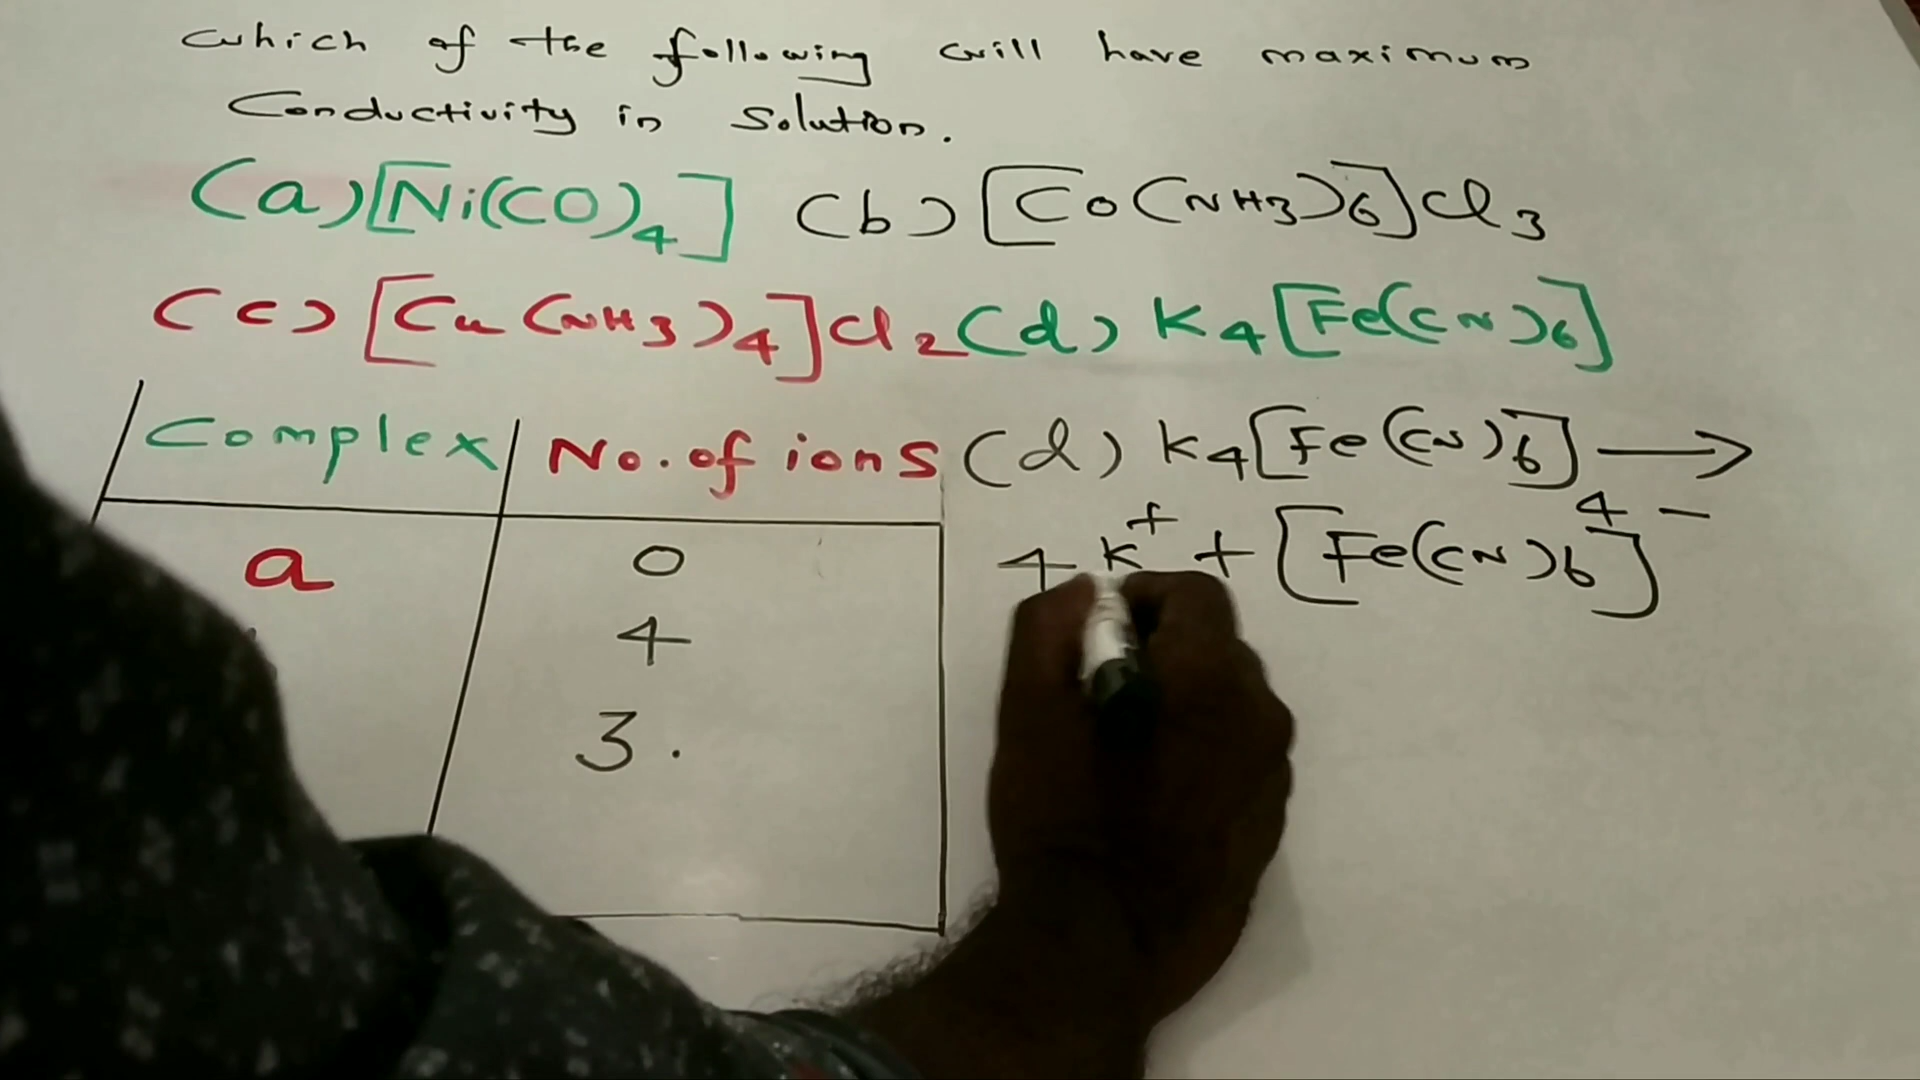 which of the following will have maximum
Conductivity in Solution.
(a) [Ni(CO)4] (b) [Co(NH3)6]Cl3
(c) [Cu(NH3)4]Cl2 (d) K4[Fe(CN)6]
Complex No. of ions (d) K4[Fe(CN)6] →
a 0 4K+ + [Fe(CN)6]4-
4
3.